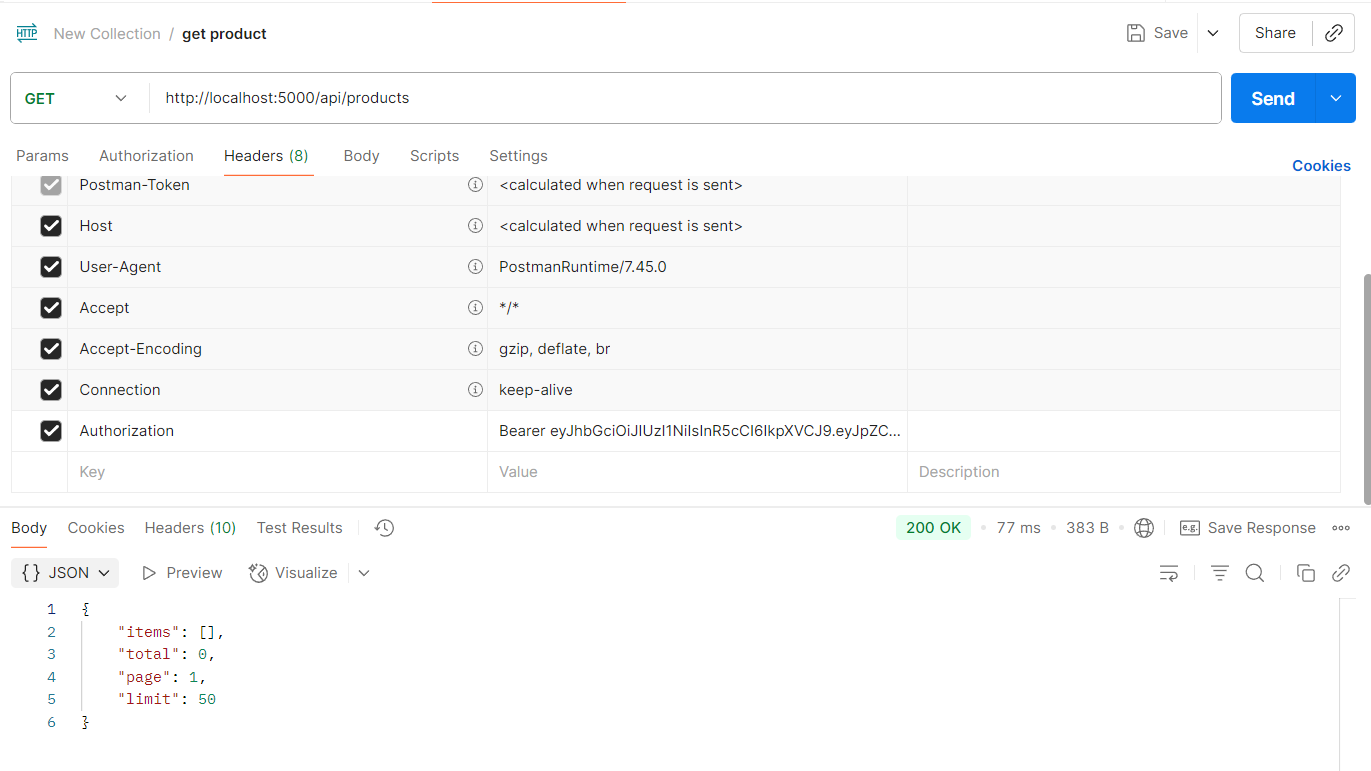 HTTP New Collection / get product Save Share
GET http://localhost:5000/api/products Send
Params Authorization Headers (8) Body Scripts Settings Cookies
Postman-Token <calculated when request is sent>
Host <calculated when request is sent>
User-Agent PostmanRuntime/7.45.0
Accept */*
Accept-Encoding gzip, deflate, br
Connection keep-alive
Authorization Bearer eyJhbGciOiJIUzI1NiIsInR5cCI6IkpXVCJ9.eyJpZC...
Key Value Description
Body Cookies Headers (10) Test Results 200 OK • 77 ms • 383 B • e.g. Save Response
{} JSON Preview Visualize
1 {
2 "items": [],
3 "total": 0,
4 "page": 1,
5 "limit": 50
6 }